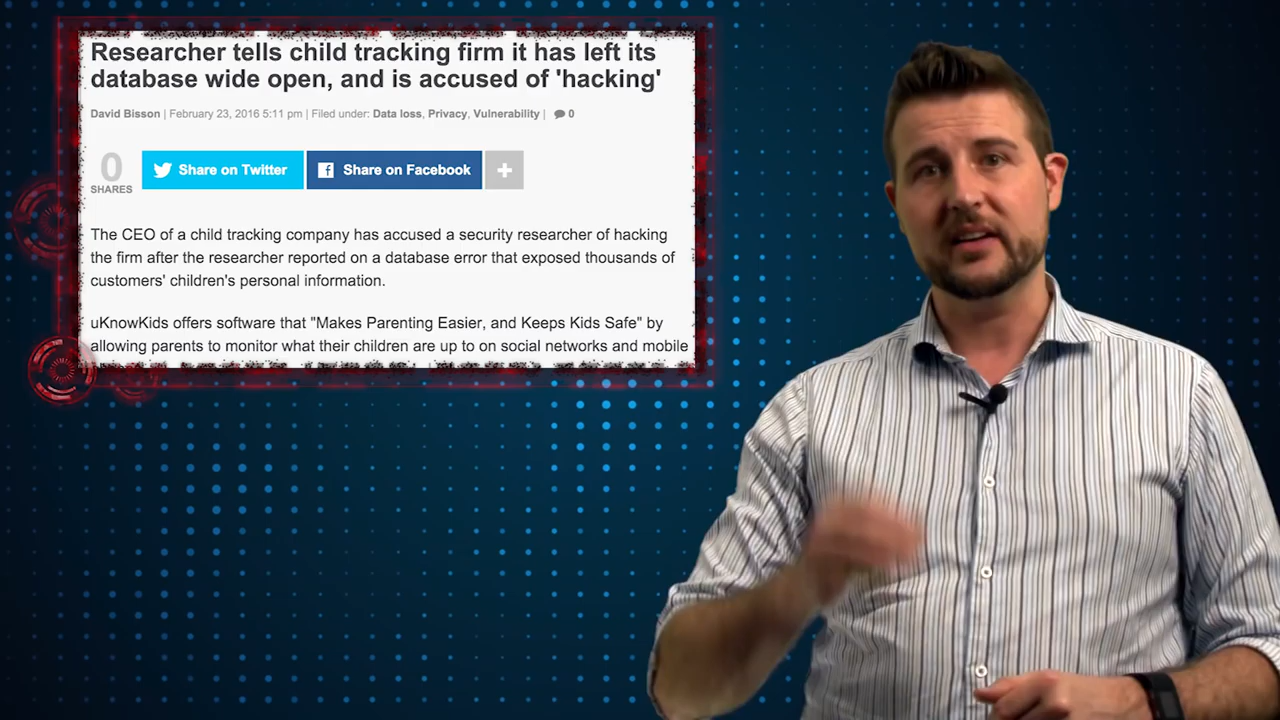 Researcher tells child tracking firm it has left its
database wide open, and is accused of 'hacking'
David Bisson | February 23, 2016 5:11 pm | Filed under: Data loss, Privacy, Vulnerability | 0
0
SHARES
Share on Twitter
Share on Facebook
+
The CEO of a child tracking company has accused a security researcher of hacking
the firm after the researcher reported on a database error that exposed thousands of
customers' children's personal information.
uKnowKids offers software that "Makes Parenting Easier, and Keeps Kids Safe" by
allowing parents to monitor what their children are up to on social networks and mobile